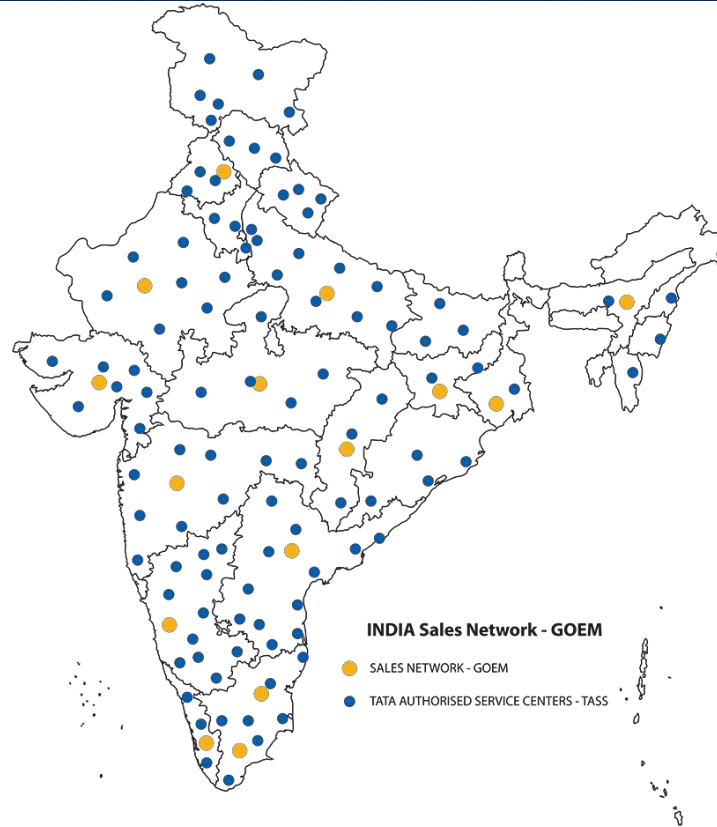 INDIA Sales Network - GOEM
SALES NETWORK - GOEM
TATA AUTHORISED SERVICE CENTERS - TASS